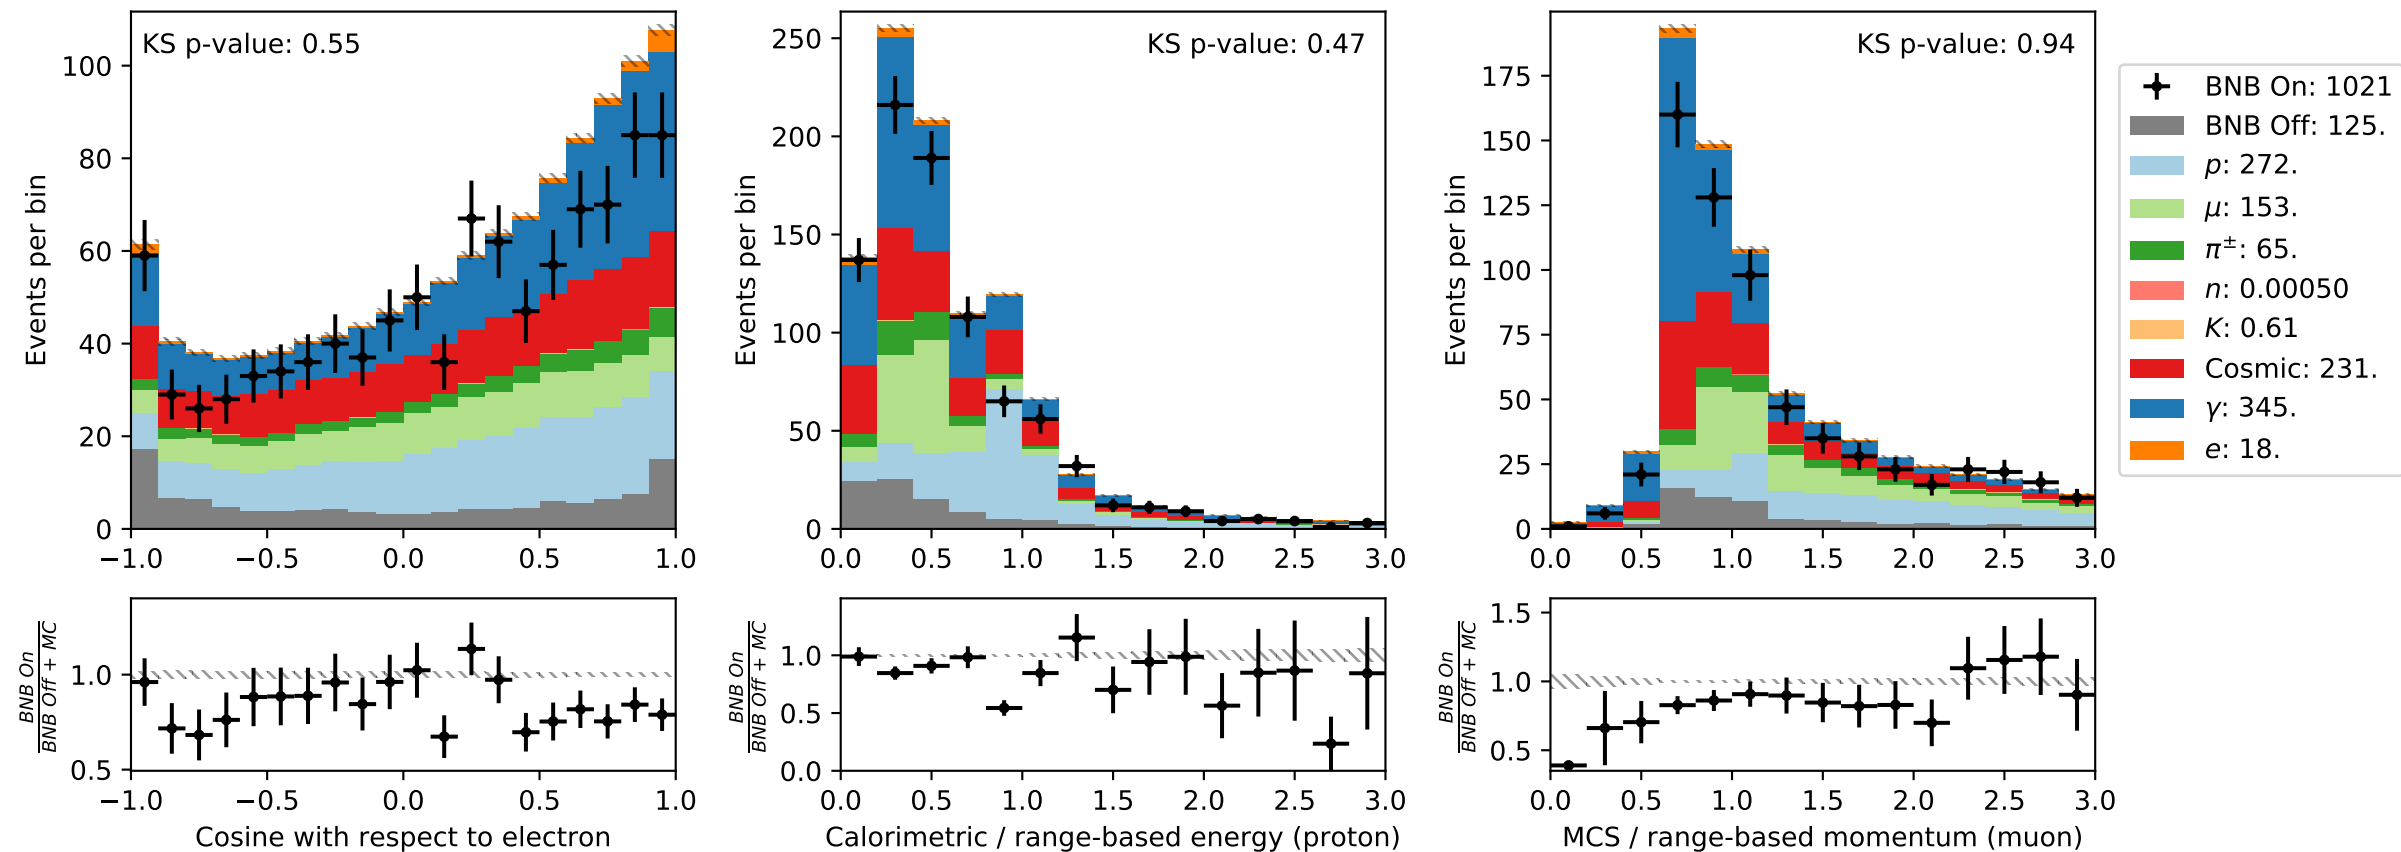 KS p-value: 0.55
Events per bin
100
80
60
40
20
0
−1.0 −0.5 0.0 0.5 1.0
BNB On
BNB Off + MC
1.0
0.5
−1.0 −0.5 0.0 0.5 1.0
Cosine with respect to electron
KS p-value: 0.47
Events per bin
250
200
150
100
50
0
0.0 0.5 1.0 1.5 2.0 2.5 3.0
BNB On
BNB Off + MC
1.0
0.5
0.0
0.0 0.5 1.0 1.5 2.0 2.5 3.0
Calorimetric / range-based energy (proton)
KS p-value: 0.94
Events per bin
175
150
125
100
75
50
25
0
0.0 0.5 1.0 1.5 2.0 2.5 3.0
BNB On
BNB Off + MC
1.5
1.0
0.5
0.0 0.5 1.0 1.5 2.0 2.5 3.0
MCS / range-based momentum (muon)
BNB On: 1021
BNB Off: 125.
p: 272.
μ: 153.
π±: 65.
n: 0.00050
K: 0.61
Cosmic: 231.
γ: 345.
e: 18.